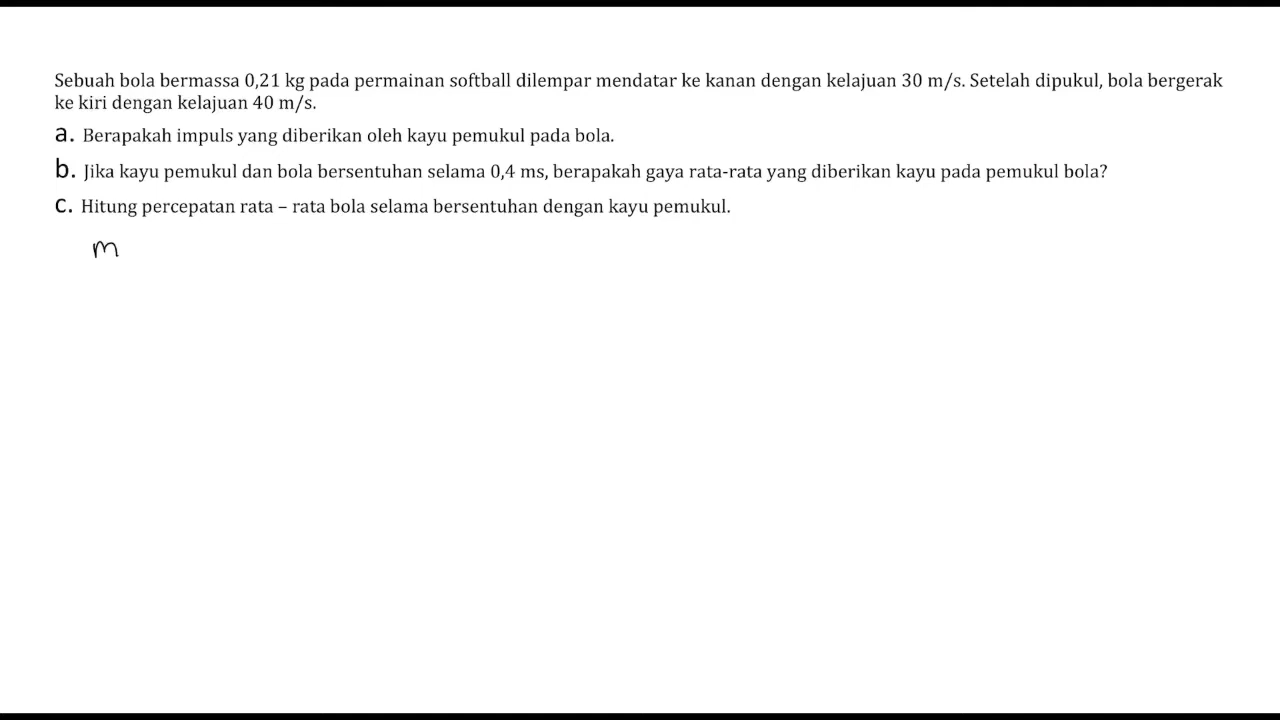 Sebuah bola bermassa 0,21 kg pada permainan softball dilempar mendatar ke kanan dengan kelajuan 30 m/s. Setelah dipukul, bola bergerak
ke kiri dengan kelajuan 40 m/s.
a. Berapakah impuls yang diberikan oleh kayu pemukul pada bola.
b. Jika kayu pemukul dan bola bersentuhan selama 0,4 ms, berapakah gaya rata-rata yang diberikan kayu pada pemukul bola?
c. Hitung percepatan rata – rata bola selama bersentuhan dengan kayu pemukul.
m